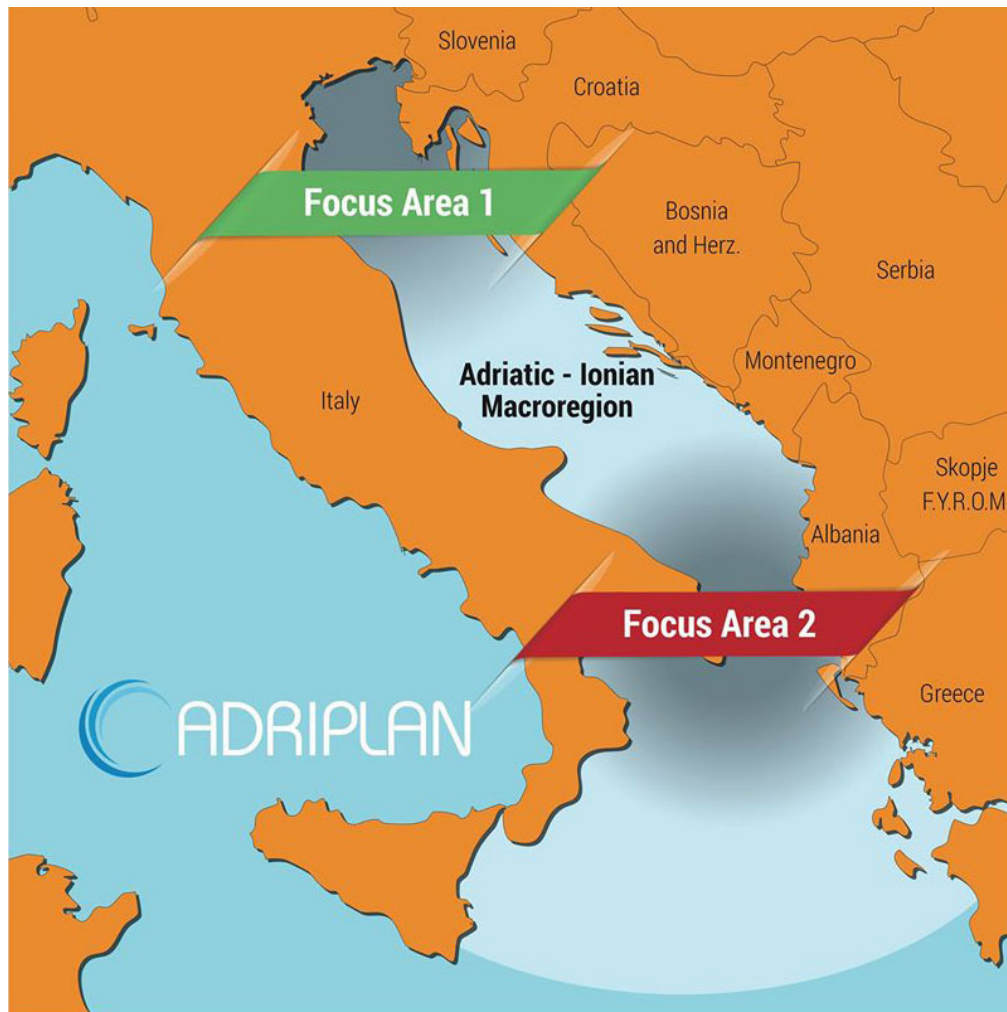 Slovenia
Croatia
Focus Area 1
Bosnia
and Herz.
Serbia
Adriatic - Ionian
Macroregion
Montenegro
Italy
Skopje
F.Y.R.O.M
Albania
Focus Area 2
Greece
ADRIPLAN